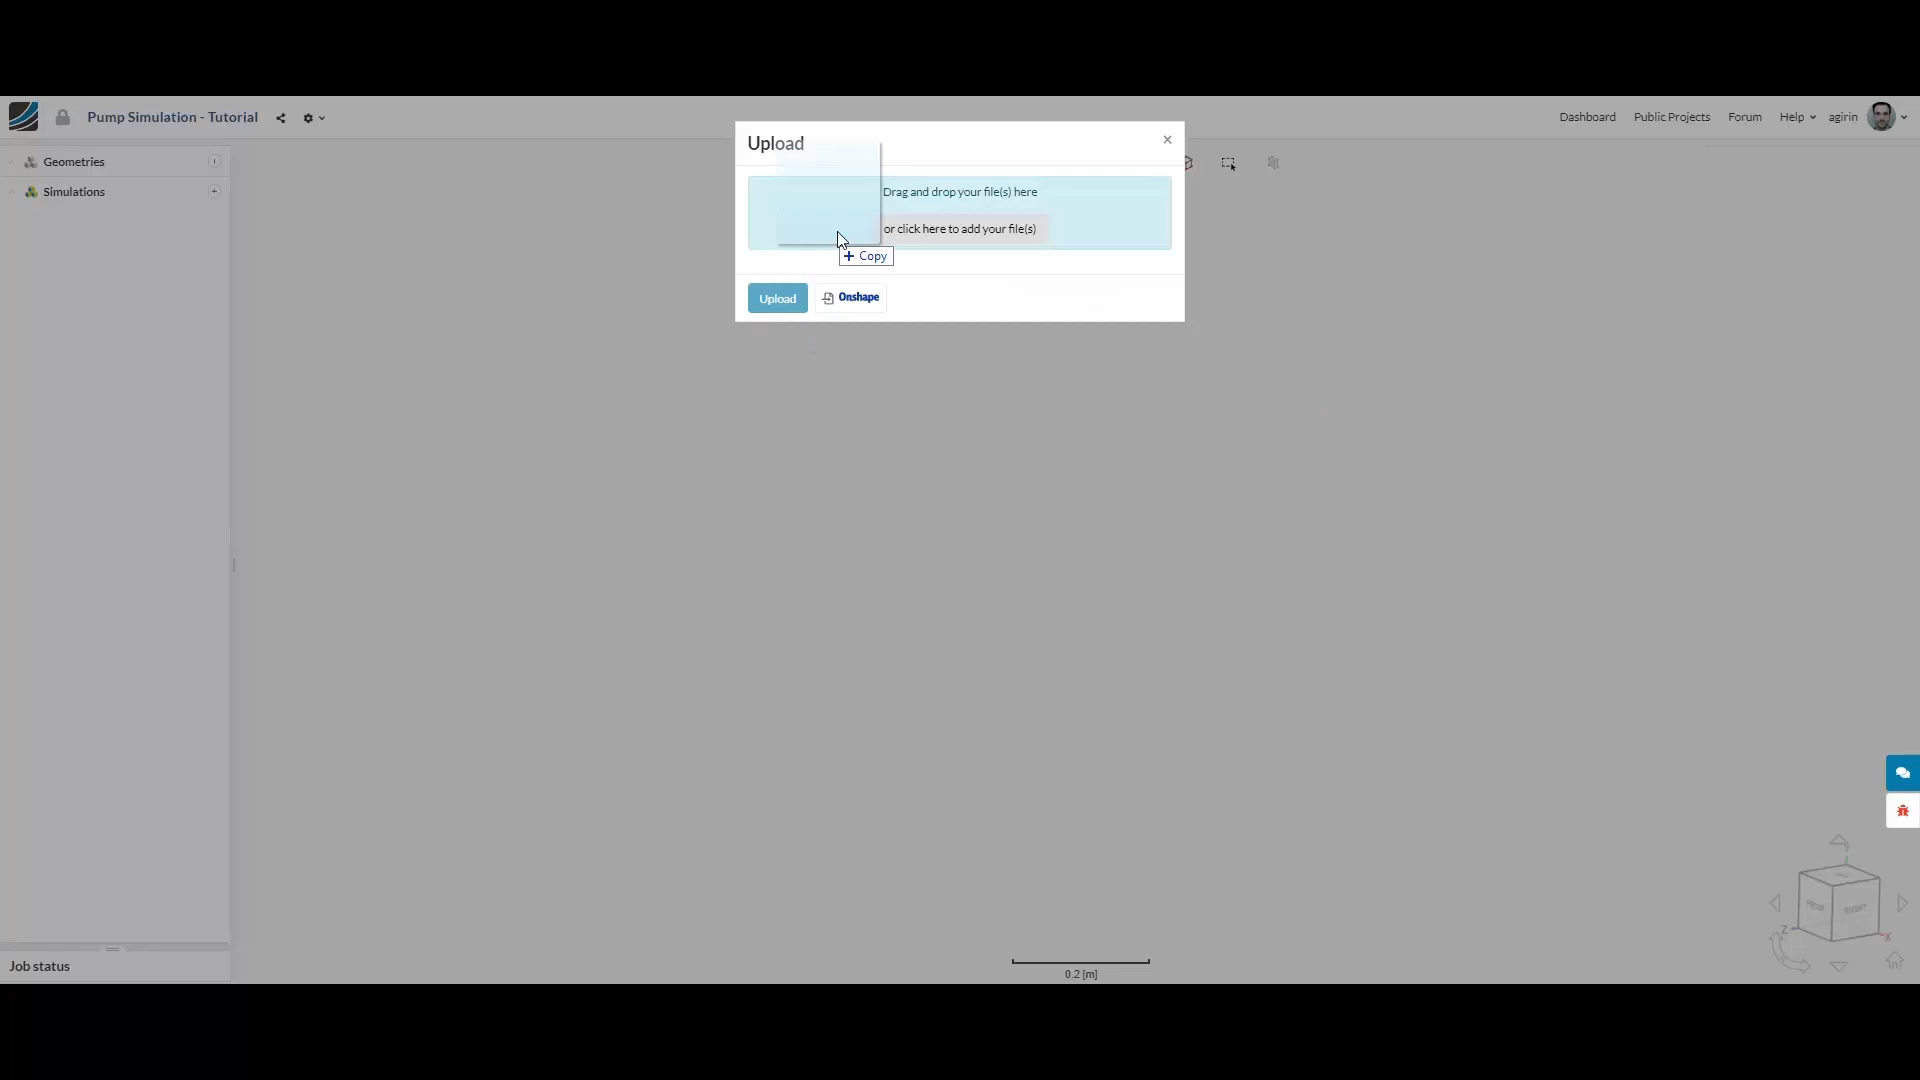 Pump Simulation - Tutorial
Dashboard
Public Projects
Forum
Help
agirin
Geometries
Simulations
Upload
×
Drag and drop your file(s) here
or click here to add your file(s)
+ Copy
Upload
Onshape
Job status
0.2 [m]
Z
X